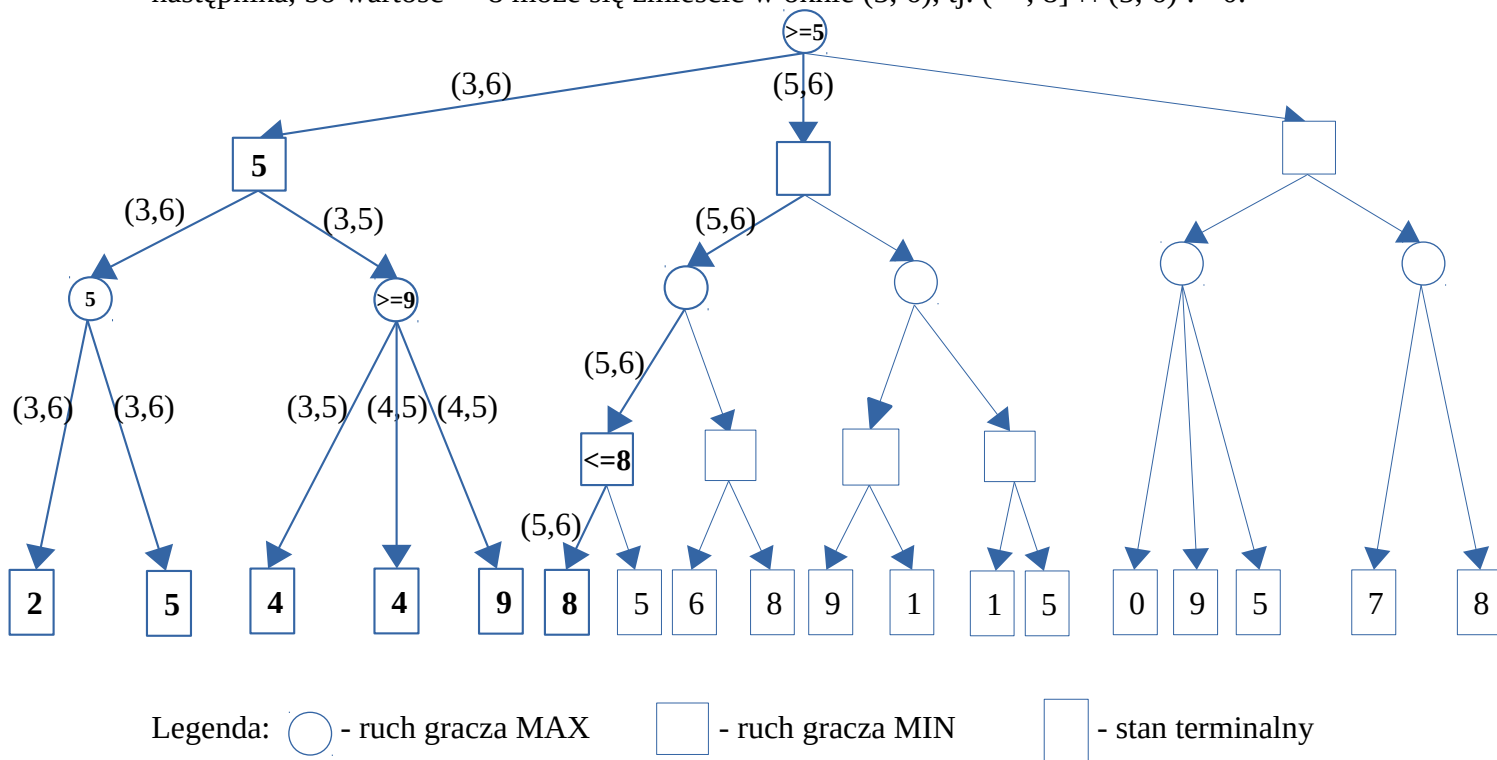 >=5
(3,6) (5,6)
5
(3,6) (3,5) (5,6)
5 >=9
(5,6)
(3,6) (3,6) (3,5) (4,5) (4,5)
<=8
(5,6)
2 5 4 4 9 8 5 6 8 9 1 1 5 0 9 5 7 8
Legenda: - ruch gracza MAX - ruch gracza MIN - stan terminalny